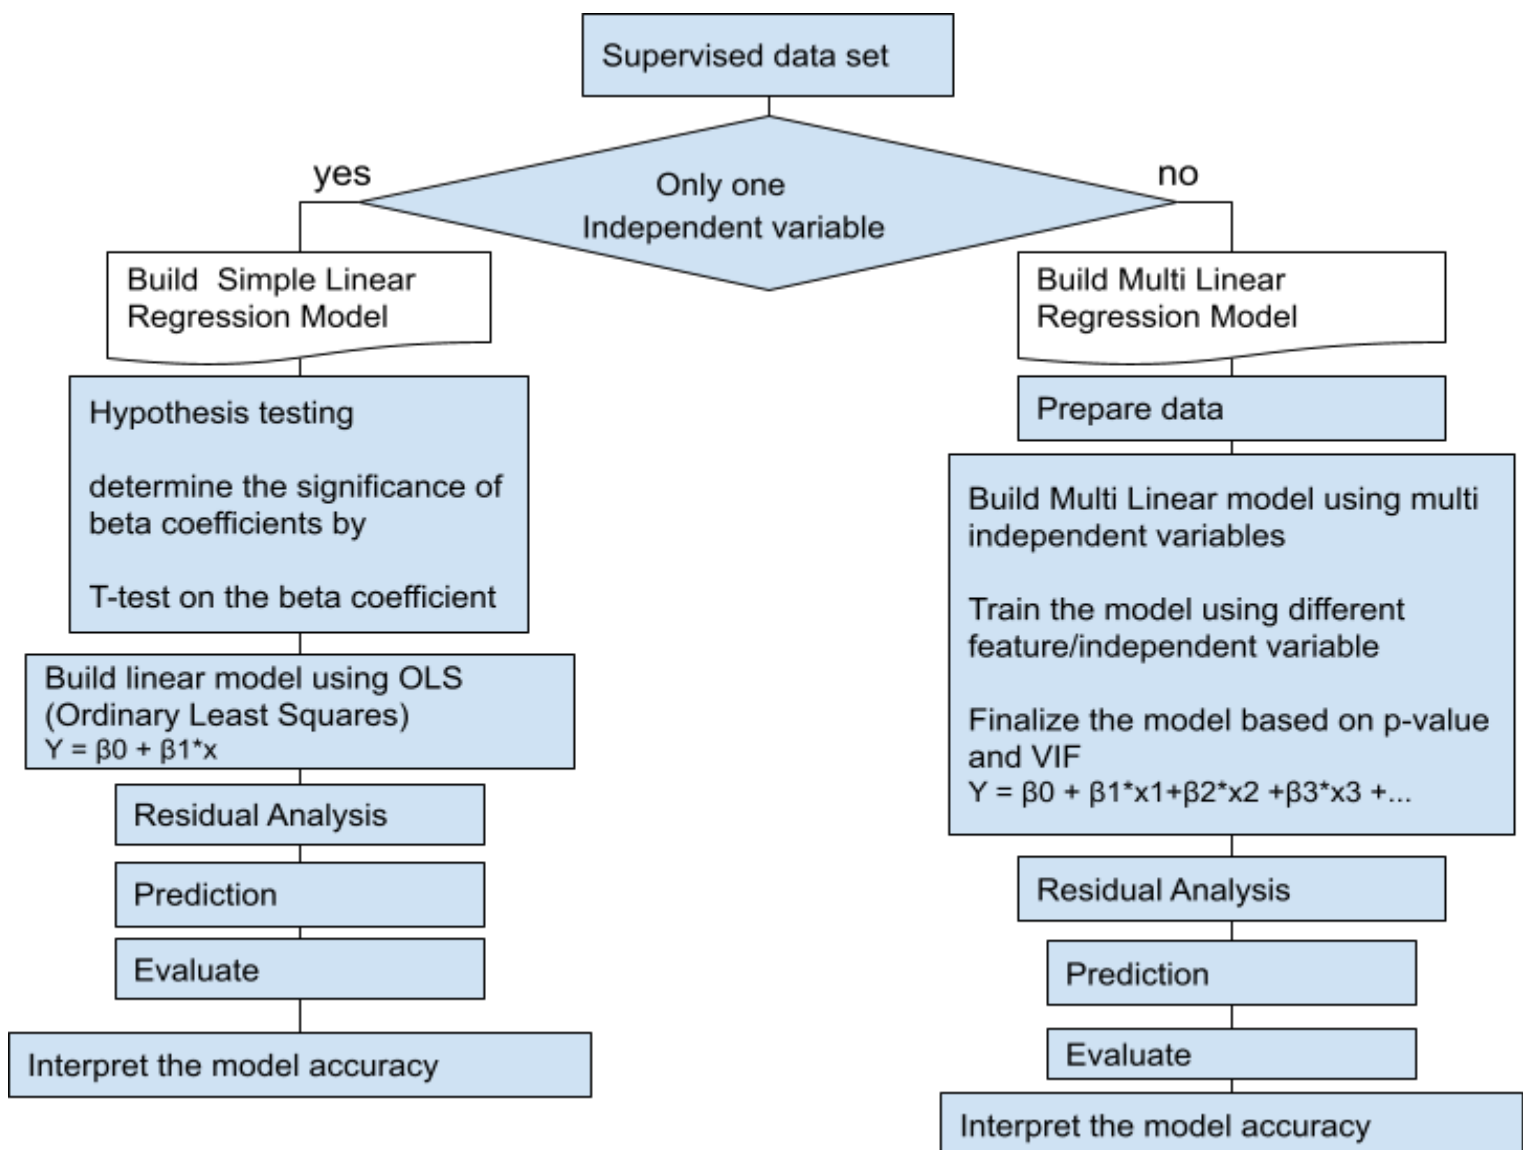 Supervised data set
Only one
Independent variable
yes
no
Build Simple Linear
Regression Model
Hypothesis testing
determine the significance of
beta coefficients by
T-test on the beta coefficient
Build linear model using OLS
(Ordinary Least Squares)
Y = β0 + β1*x
Residual Analysis
Prediction
Evaluate
Interpret the model accuracy
Build Multi Linear
Regression Model
Prepare data
Build Multi Linear model using multi
independent variables
Train the model using different
feature/independent variable
Finalize the model based on p-value
and VIF
Y = β0 + β1*x1+β2*x2 +β3*x3 +...
Residual Analysis
Prediction
Evaluate
Interpret the model accuracy